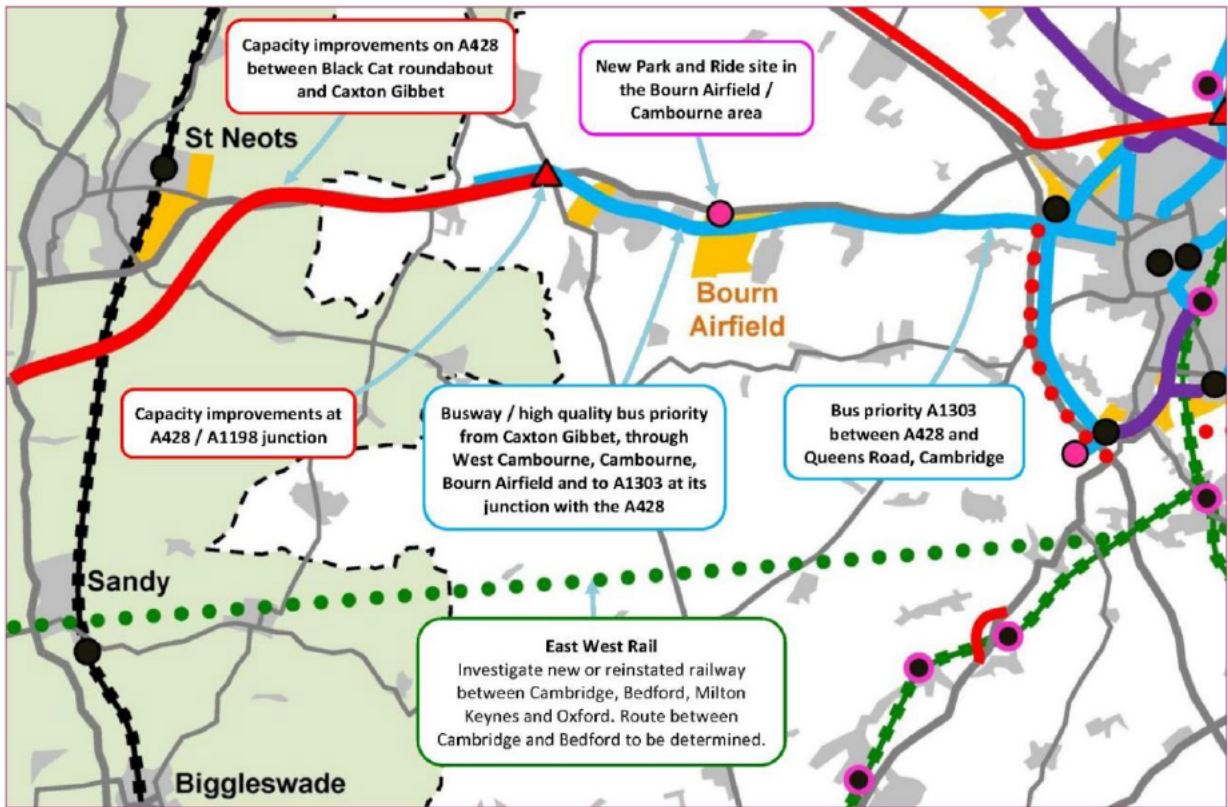 Capacity improvements on A428
between Black Cat roundabout
and Caxton Gibbet
New Park and Ride site in
the Bourn Airfield /
Cambourne area
St Neots
Bourn
Airfield
Capacity improvements at
A428 / A1198 junction
Busway / high quality bus priority
from Caxton Gibbet, through
West Cambourne, Cambourne,
Bourn Airfield and to A1303 at its
junction with the A428
Bus priority A1303
between A428 and
Queens Road, Cambridge
Sandy
East West Rail
Investigate new or reinstated railway
between Cambridge, Bedford, Milton
Keynes and Oxford. Route between
Cambridge and Bedford to be determined.
Biggleswade